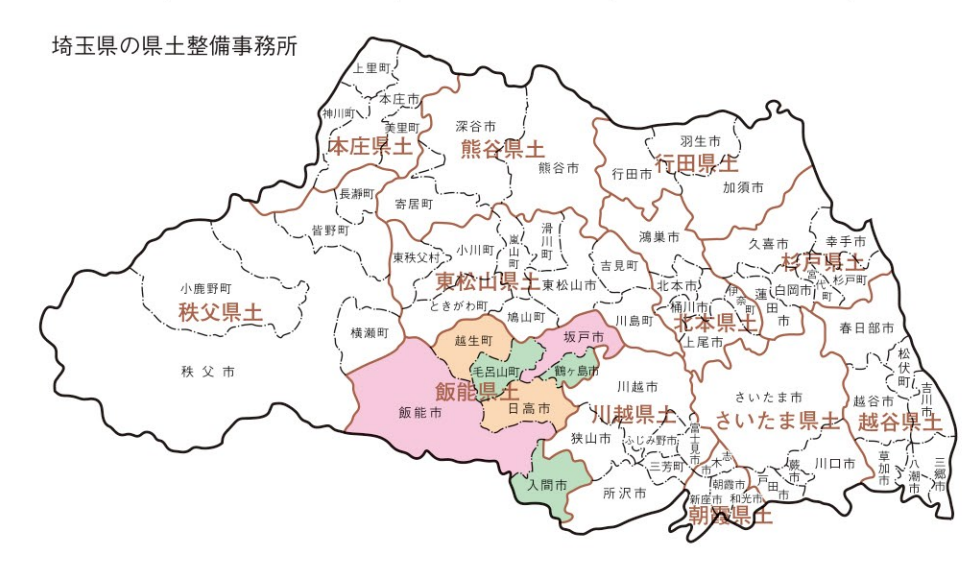 埼玉県の県土整備事務所
上里町
本庄市
神川町
美里町
本庄県土
深谷市
熊谷県土
熊谷市
寄居町
羽生市
行田県土
行田市
加須市
長瀞町
皆野町
小鹿野町
秩父県土
横瀬町
秩父市
東秩父村
小川町
嵐山町
滑川町
吉見町
東松山県土
東松山市
ときがわ町
鳩山町
川島町
鴻巣市
北本市
桶川市
伊奈町
北本県土
上尾市
久喜市
幸手市
杉戸県土
宮代町
杉戸町
白岡市
蓮田市
春日部市
松伏町
吉川市
越谷市
越谷県土
草加市
八潮市
三郷市
越生町
坂戸市
毛呂山町
鶴ヶ島市
飯能県土
飯能市
日高市
入間市
川越市
川越県土
狭山市
ふじみ野市
富士見市
三芳町
所沢市
さいたま市
さいたま県土
川口市
蕨市
戸田市
志木市
朝霞市
新座市
和光市
朝霞県土